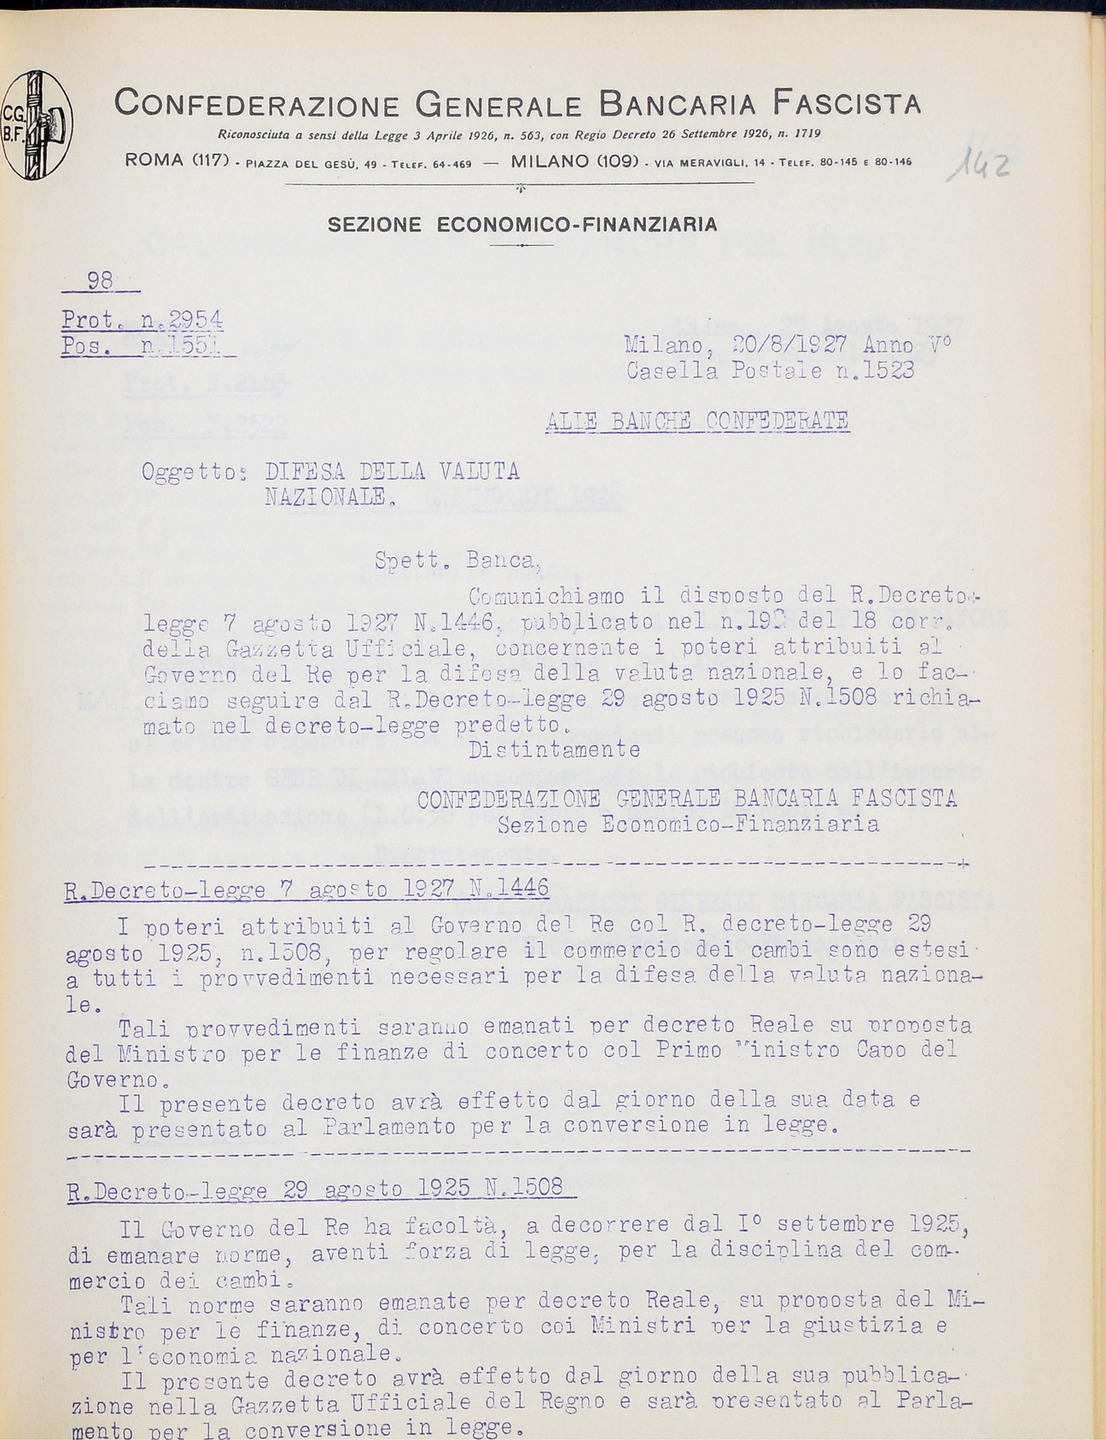 C.G.
B.F.
CONFEDERAZIONE GENERALE BANCARIA FASCISTA
Riconosciuta a sensi della Legge 3 Aprile 1926, n. 563, con Regio Decreto 26 Settembre 1926, n. 1719
ROMA (117) - PIAZZA DEL GESÙ, 49 - TELEF. 64-469 — MILANO (109) - VIA MERAVIGLI, 14 - TELEF. 80-145 E 80-146
142
SEZIONE ECONOMICO-FINANZIARIA
98
Prot. n.2954
Pos. n.1551
Milano, 20/8/1927 Anno V°
Casella Postale n.1523
ALLE BANCHE CONFEDERATE
Oggetto: DIFESA DELLA VALUTA
NAZIONALE.
Spett. Banca,
Comunichiamo il disposto del R.Decreto-
legge 7 agosto 1927 N.1446, pubblicato nel del 18 corr.
della Gazzetta Ufficiale, concernente i poteri attribuiti al
Governo del Re per la difesa della valuta nazionale, e lo fac-
ciamo seguire dal R.Decreto-legge 29 agosto 1925 N.1508 richia-
mato nel decreto-legge predetto.
Distintamente
CONFEDERAZIONE GENERALE BANCARIA FASCISTA
Sezione Economico-Finanziaria
R.Decreto-legge 7 agosto 1927 N.1446
I poteri attribuiti al Governo del Re col R. decreto-legge 29
agosto 1925, n.1508, per regolare il commercio dei cambi sono estesi
a tutti i provvedimenti necessari per la difesa della valuta naziona-
le.
Tali provvedimenti saranno emanati per decreto Reale su proposta
del Ministro per le finanze di concerto col Primo Ministro Capo del
Governo.
Il presente decreto avrà effetto dal giorno della sua data e
sarà presentato al Parlamento per la conversione in legge.
R.Decreto-legge 29 agosto 1925 N.1508
Il Governo del Re ha facoltà, a decorrere dal I° settembre 1925,
di emanare norme, aventi forza di legge, per la disciplina del com-
mercio dei cambi.
Tali norme saranno emanate per decreto Reale, su proposta del Mi-
nistro per le finanze, di concerto coi Ministri per la giustizia e
per l'economia nazionale.
Il presente decreto avrà effetto dal giorno della sua pubblica-
zione nella Gazzetta Ufficiale del Regno e sarà presentato al Parla-
mento per la conversione in legge.